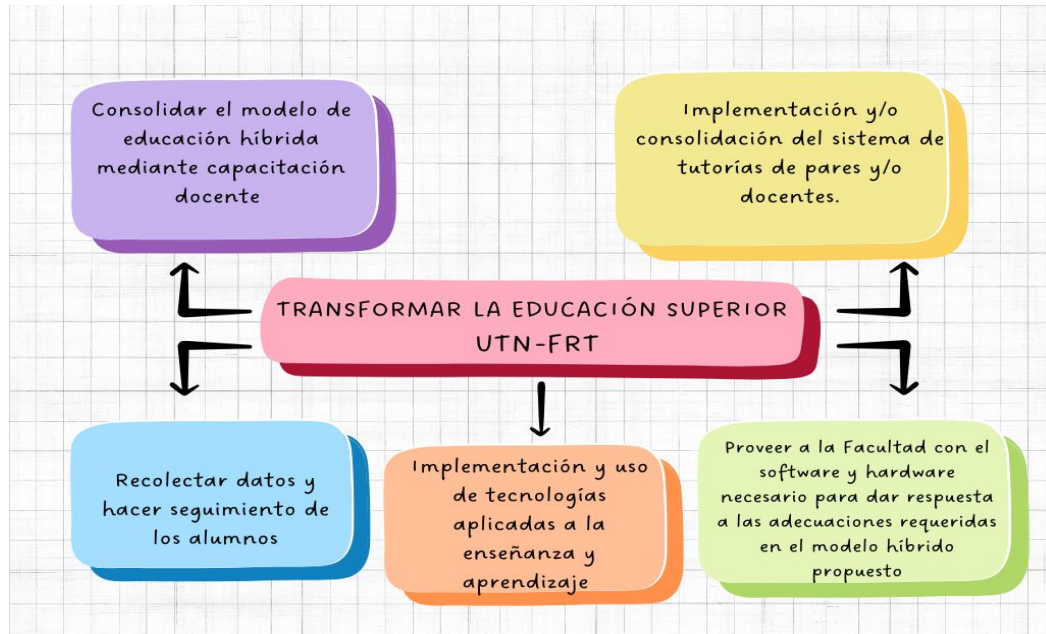 Consolidar el modelo de
educación híbrida
mediante capacitación
docente
Implementación y/o
consolidación del sistema de
tutorías de pares y/o
docentes.
TRANSFORMAR LA EDUCACIÓN SUPERIOR
UTN-FRT
Recolectar datos y
hacer seguimiento de
los alumnos
Implementación y uso
de tecnologías
aplicadas a la
enseñanza y
aprendizaje
Proveer a la Facultad con el
software y hardware
necesario para dar respuesta
a las adecuaciones requeridas
en el modelo híbrido
propuesto